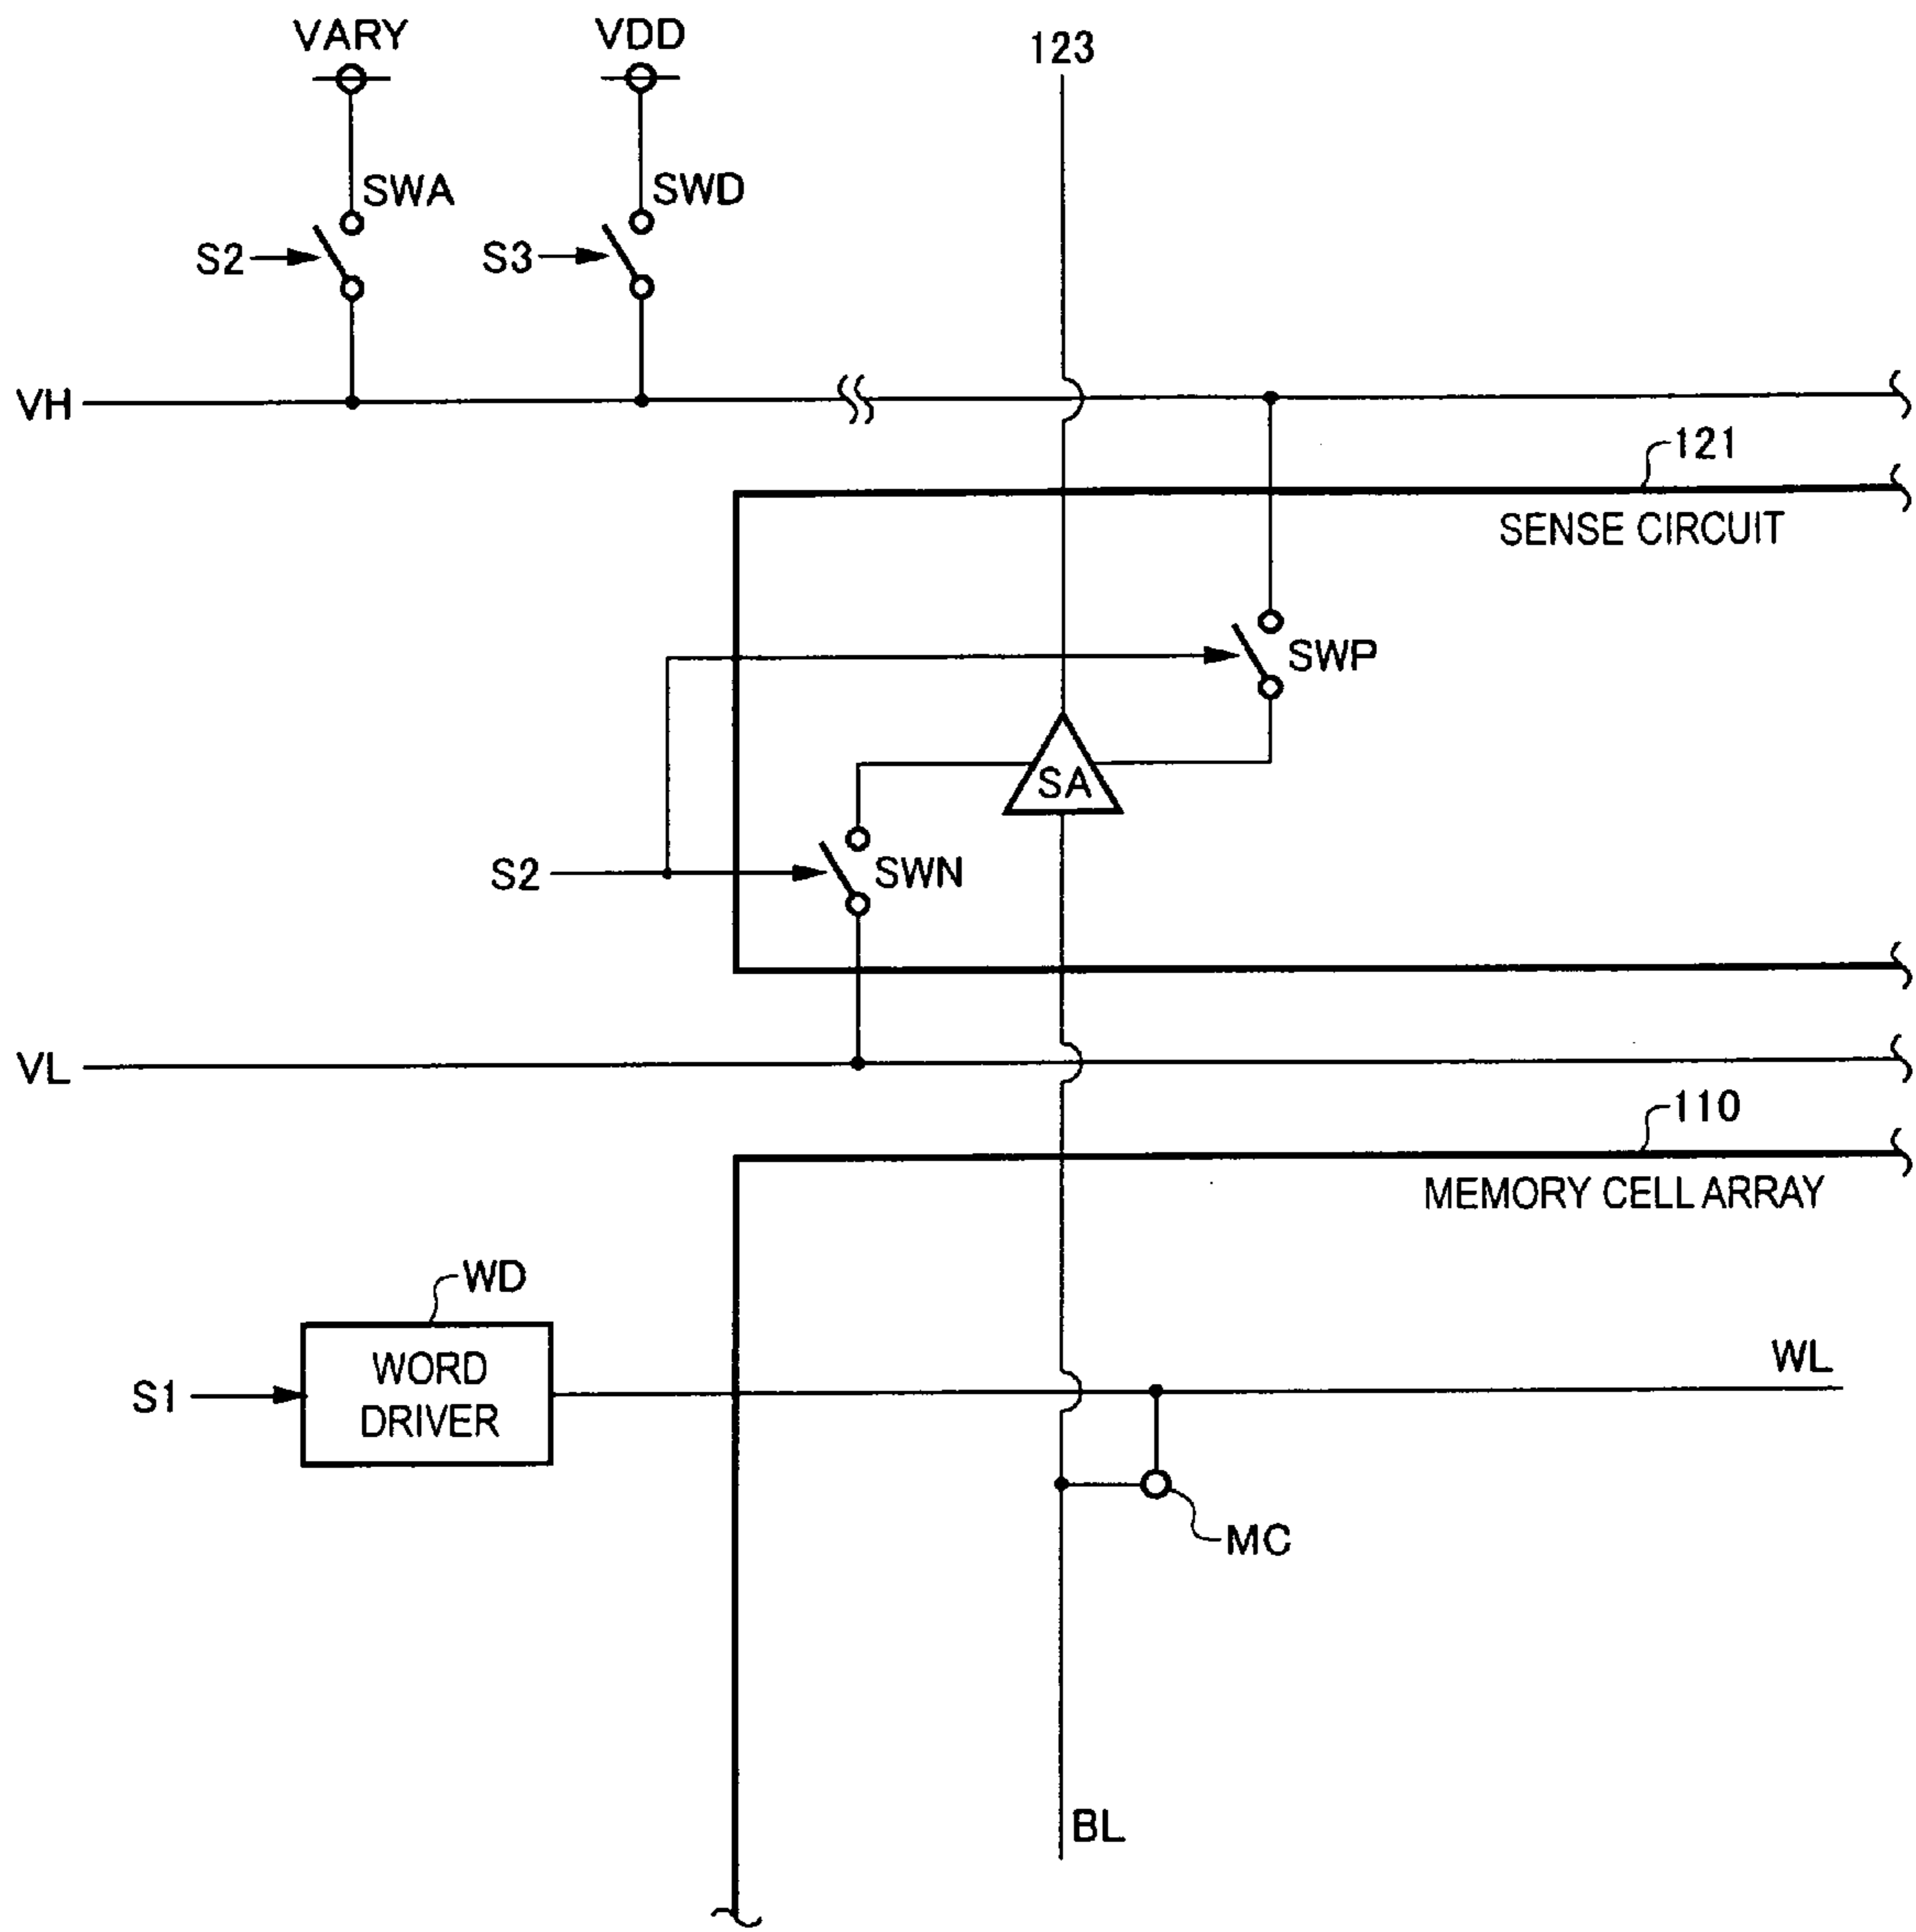 VARY
VDD
123
SWA
SWD
S2
S3
VH
121
SENSE CIRCUIT
SWP
SA
S2
SWN
VL
110
MEMORY CELL ARRAY
WD
WL
S1
WORD
DRIVER
MC
BL